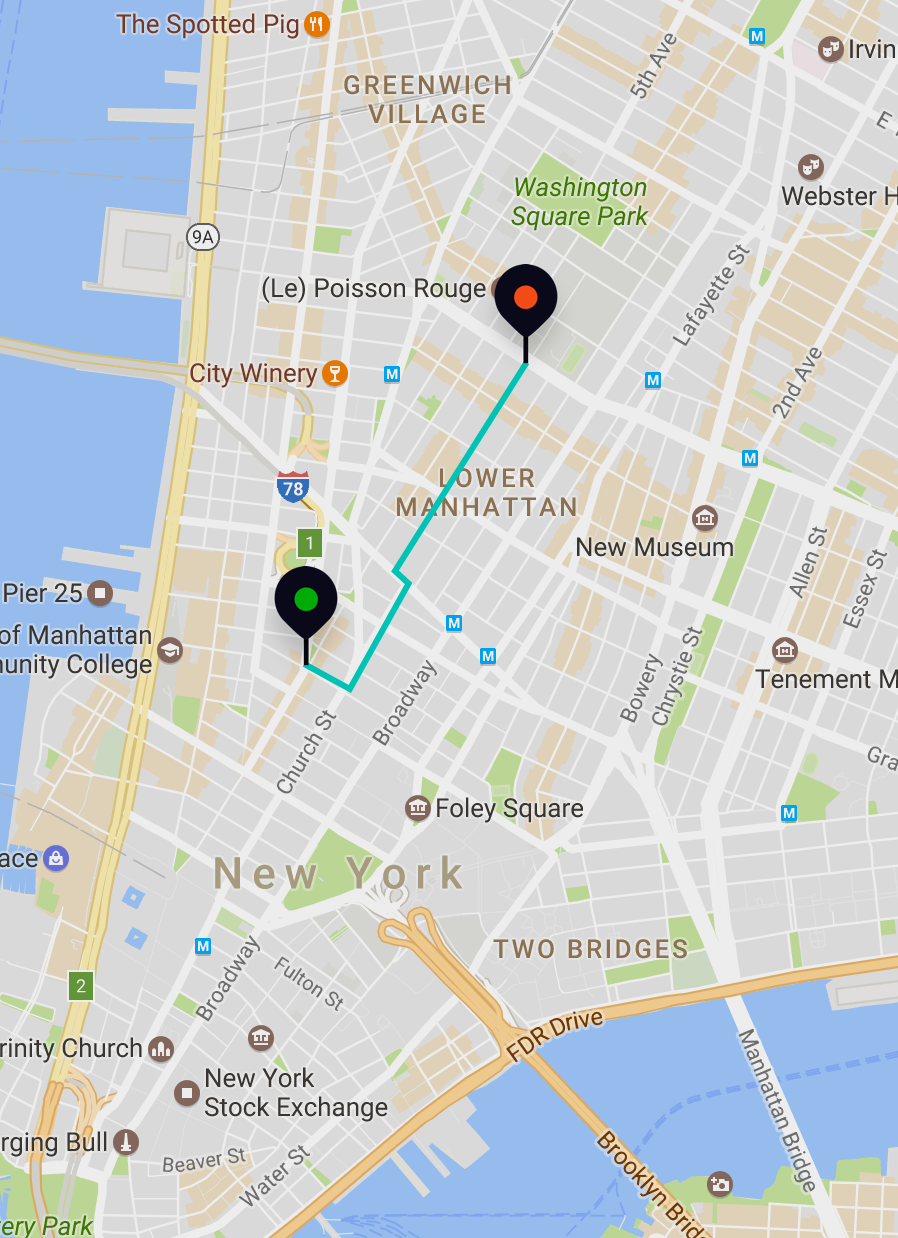 The Spotted Pig
GREENWICH
VILLAGE
5th Ave
M
Irvin
E
Washington
Square Park
Webster H
9A
(Le) Poisson Rouge
Lafayette St
City Winery
M
M
2nd Ave
M
LOWER
MANHATTAN
78
New Museum
1
Allen St
Essex St
Pier 25
of Manhattan
unity College
M
M
Bowery
Chrystie St
Tenement M
Broadway
Church St
Gra
Foley Square
M
ace
New York
M
Broadway
TWO BRIDGES
Fulton St
2
FDR Drive
rinity Church
New York
Stock Exchange
Manhattan Bridge
rging Bull
Beaver St
Water St
Brooklyn Bridg
ery Park